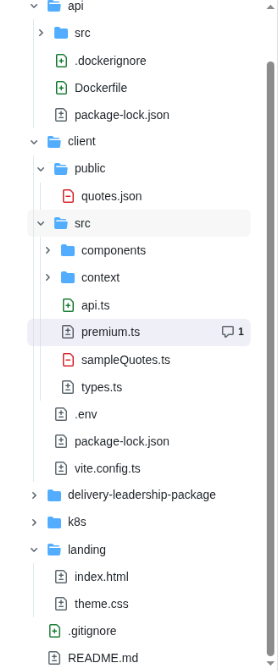 api
src
.dockerignore
Dockerfile
package-lock.json
client
public
quotes.json
src
components
context
api.ts
premium.ts 1
sampleQuotes.ts
types.ts
.env
package-lock.json
vite.config.ts
delivery-leadership-package
k8s
landing
index.html
theme.css
.gitignore
README.md